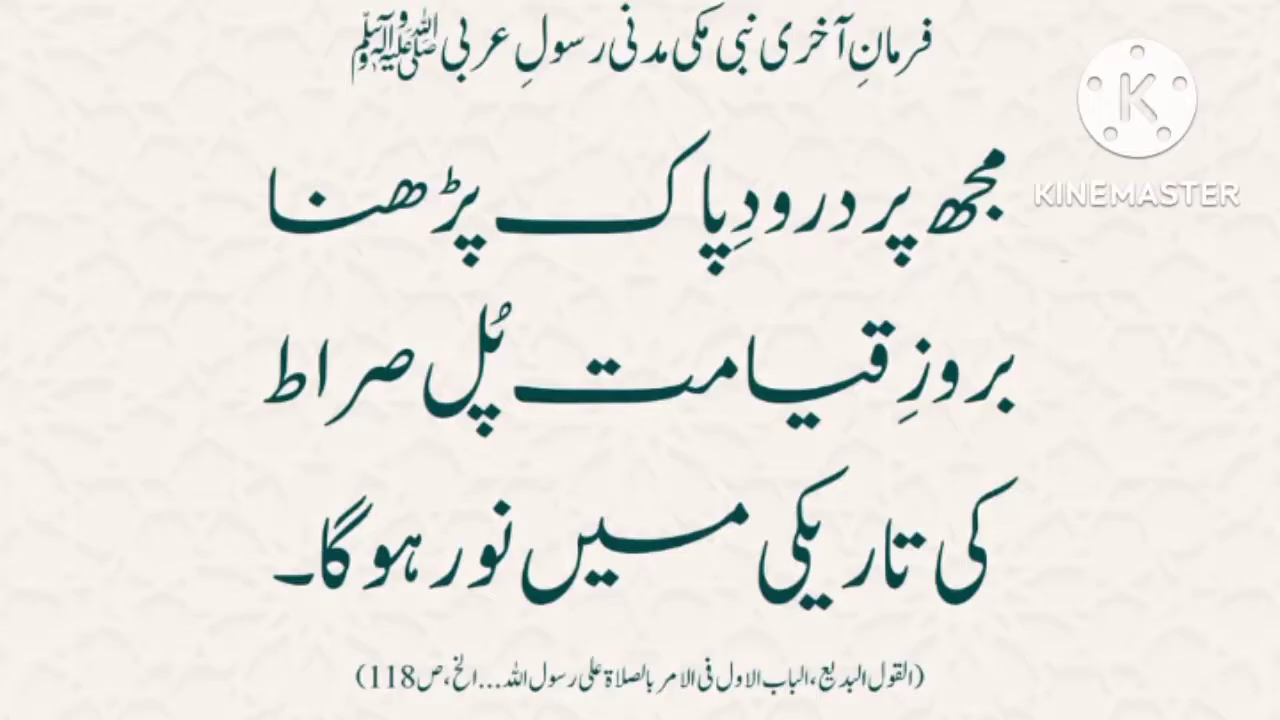 فرمانِ آخری نبی مکی مدنی رسولِ عربی ﷺ
مجھ پر درودِ پاک پڑھنا
بروزِ قیامت پُل صراط
کی تاریکی میں نور ہوگا۔
(القول البدیع، الباب الاول فی الامر بالصلاۃ علی رسول اللہ...الخ، ص118)
K
KINEMASTER